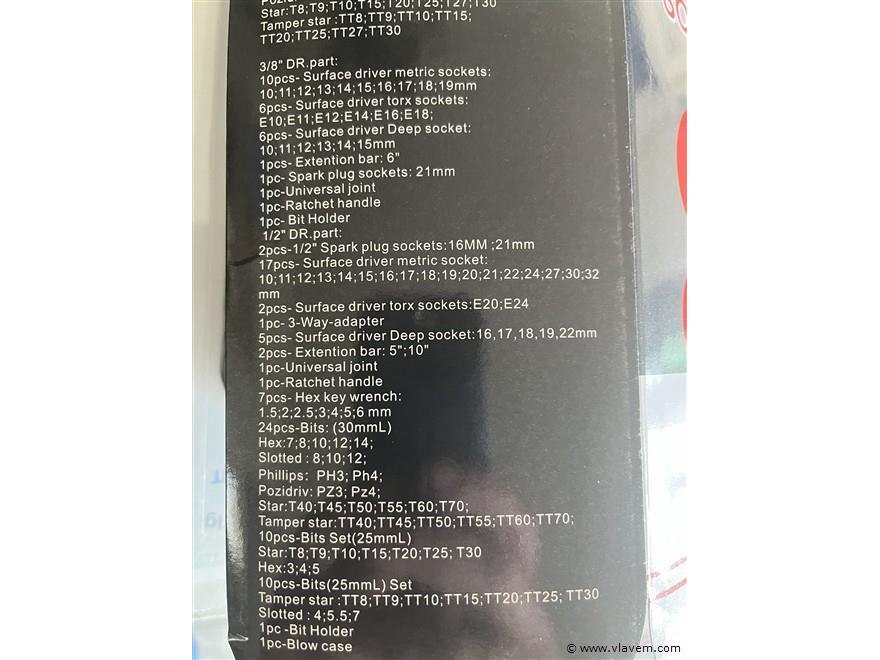 Star:T8;T9;T10;T15;T20;T25;T27;T30
Tamper star :TT8;TT9;TT10;TT15;
TT20;TT25;TT27;TT30
3/8" DR.part:
10pcs- Surface driver metric sockets:
10;11;12;13;14;15;16;17;18;19mm
6pcs- Surface driver torx sockets:
E10;E11;E12;E14;E16;E18;
6pcs- Surface driver Deep socket:
10;11;12;13;14;15mm
1pcs- Extention bar: 6"
1pc- Spark plug sockets: 21mm
1pc-Universal joint
1pc-Ratchet handle
1pc- Bit Holder
1/2" DR.part:
2pcs-1/2" Spark plug sockets:16MM ;21mm
17pcs- Surface driver metric socket:
10;11;12;13;14;15;16;17;18;19;20;21;22;24;27;30;32
mm
2pcs- Surface driver torx sockets:E20;E24
1pc- 3-Way-adapter
5pcs- Surface driver Deep socket:16,17,18,19,22mm
2pcs- Extention bar: 5";10"
1pc-Universal joint
1pc-Ratchet handle
7pcs- Hex key wrench:
1.5;2;2.5;3;4;5;6 mm
24pcs-Bits: (30mmL)
Hex:7;8;10;12;14;
Slotted : 8;10;12;
Phillips: PH3; Ph4;
Pozidriv: PZ3; Pz4;
Star:T40;T45;T50;T55;T60;T70;
Tamper star:TT40;TT45;TT50;TT55;TT60;TT70;
10pcs-Bits Set(25mmL)
Star:T8;T9;T10;T15;T20;T25; T30
Hex:3;4;5
10pcs-Bits(25mmL) Set
Tamper star :TT8;TT9;TT10;TT15;TT20;TT25; TT30
Slotted : 4;5.5;7
1pc -Bit Holder
1pc-Blow case
© www.vlavem.com